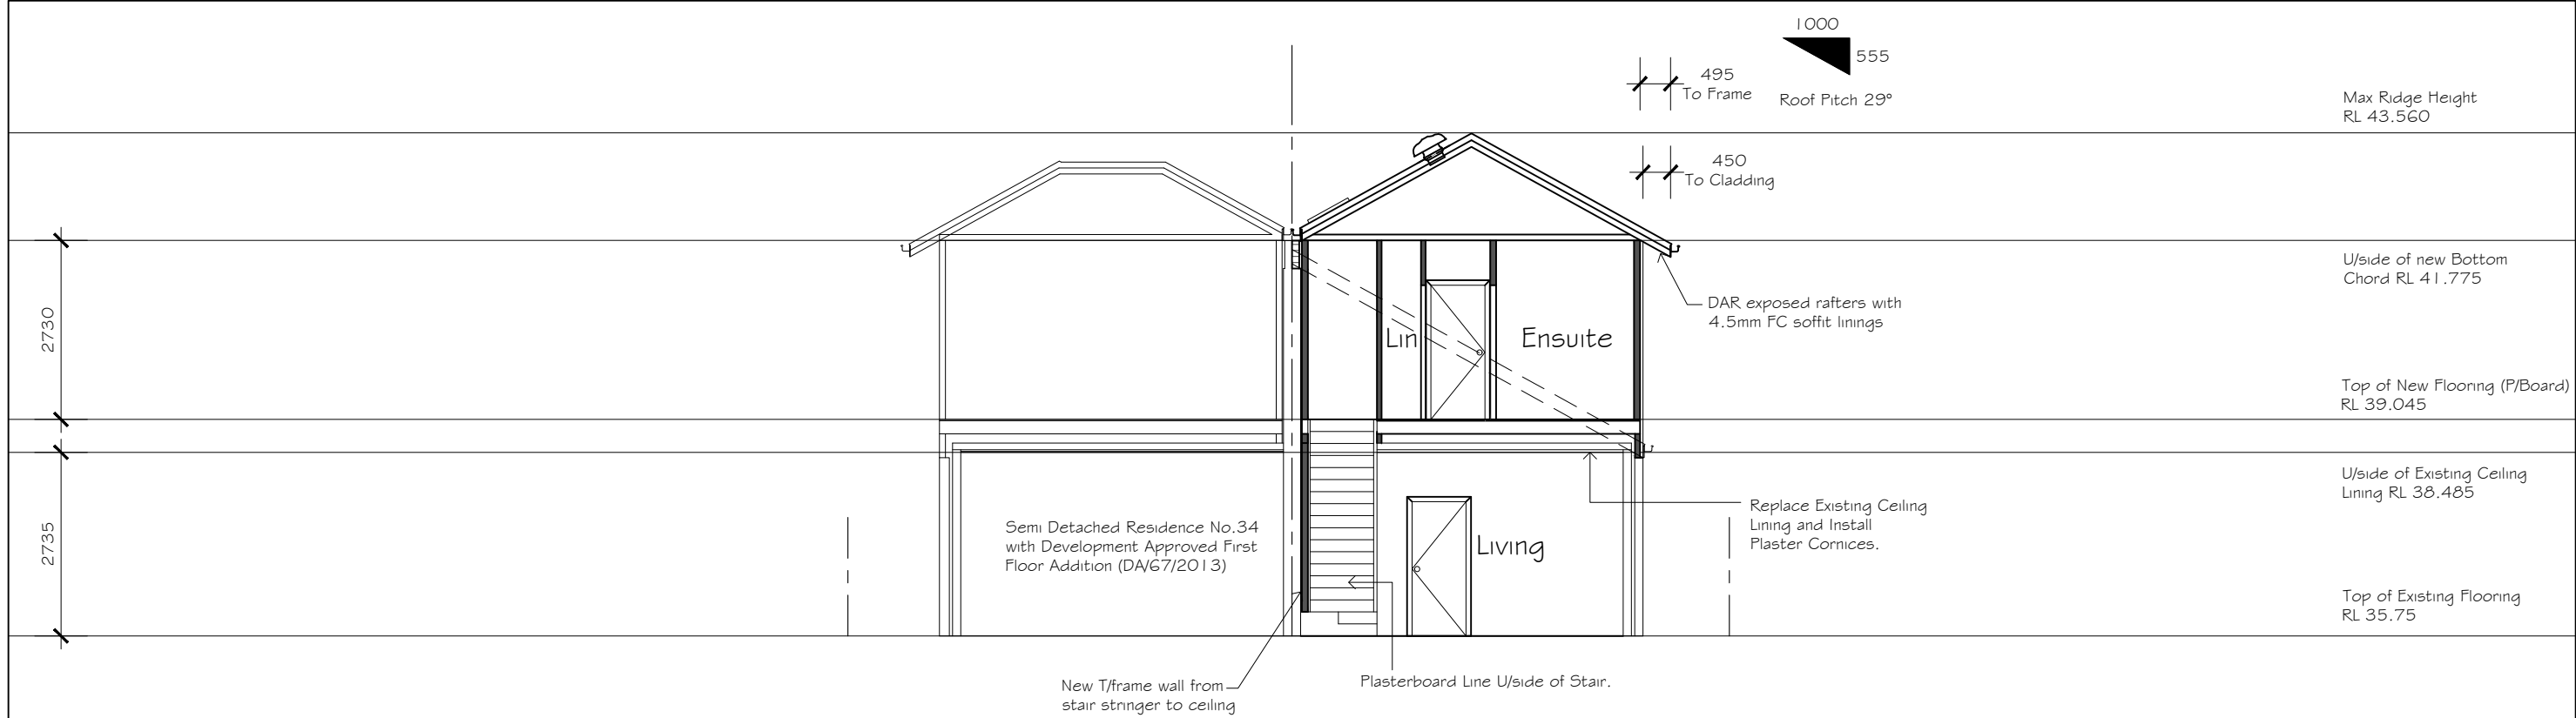 1000
555
495
To Frame
Roof Pitch 29°
Max Ridge Height
RL 43.560
450
To Cladding
U/side of new Bottom
Chord RL 41.775
DAR exposed rafters with
4.5mm FC soffit linings
2730
Lin
Ensuite
Top of New Flooring (P/Board)
RL 39.045
U/side of Existing Ceiling
Lining RL 38.485
Replace Existing Ceiling
Lining and Install
Plaster Cornices.
2735
Semi Detached Residence No.34
with Development Approved First
Floor Addition (DA/67/2013)
Living
Top of Existing Flooring
RL 35.75
New T/frame wall from
stair stringer to ceiling
Plasterboard Line U/side of Stair.